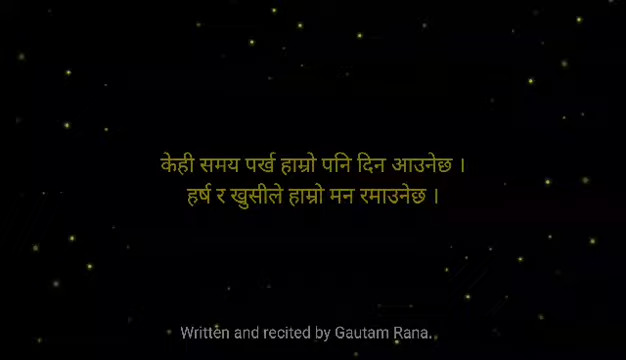 केही समय पर्ख हाम्रो पनि दिन आउनेछ ।
हर्ष र खुसीले हाम्रो मन रमाउनेछ ।
Written and recited by Gautam Rana.